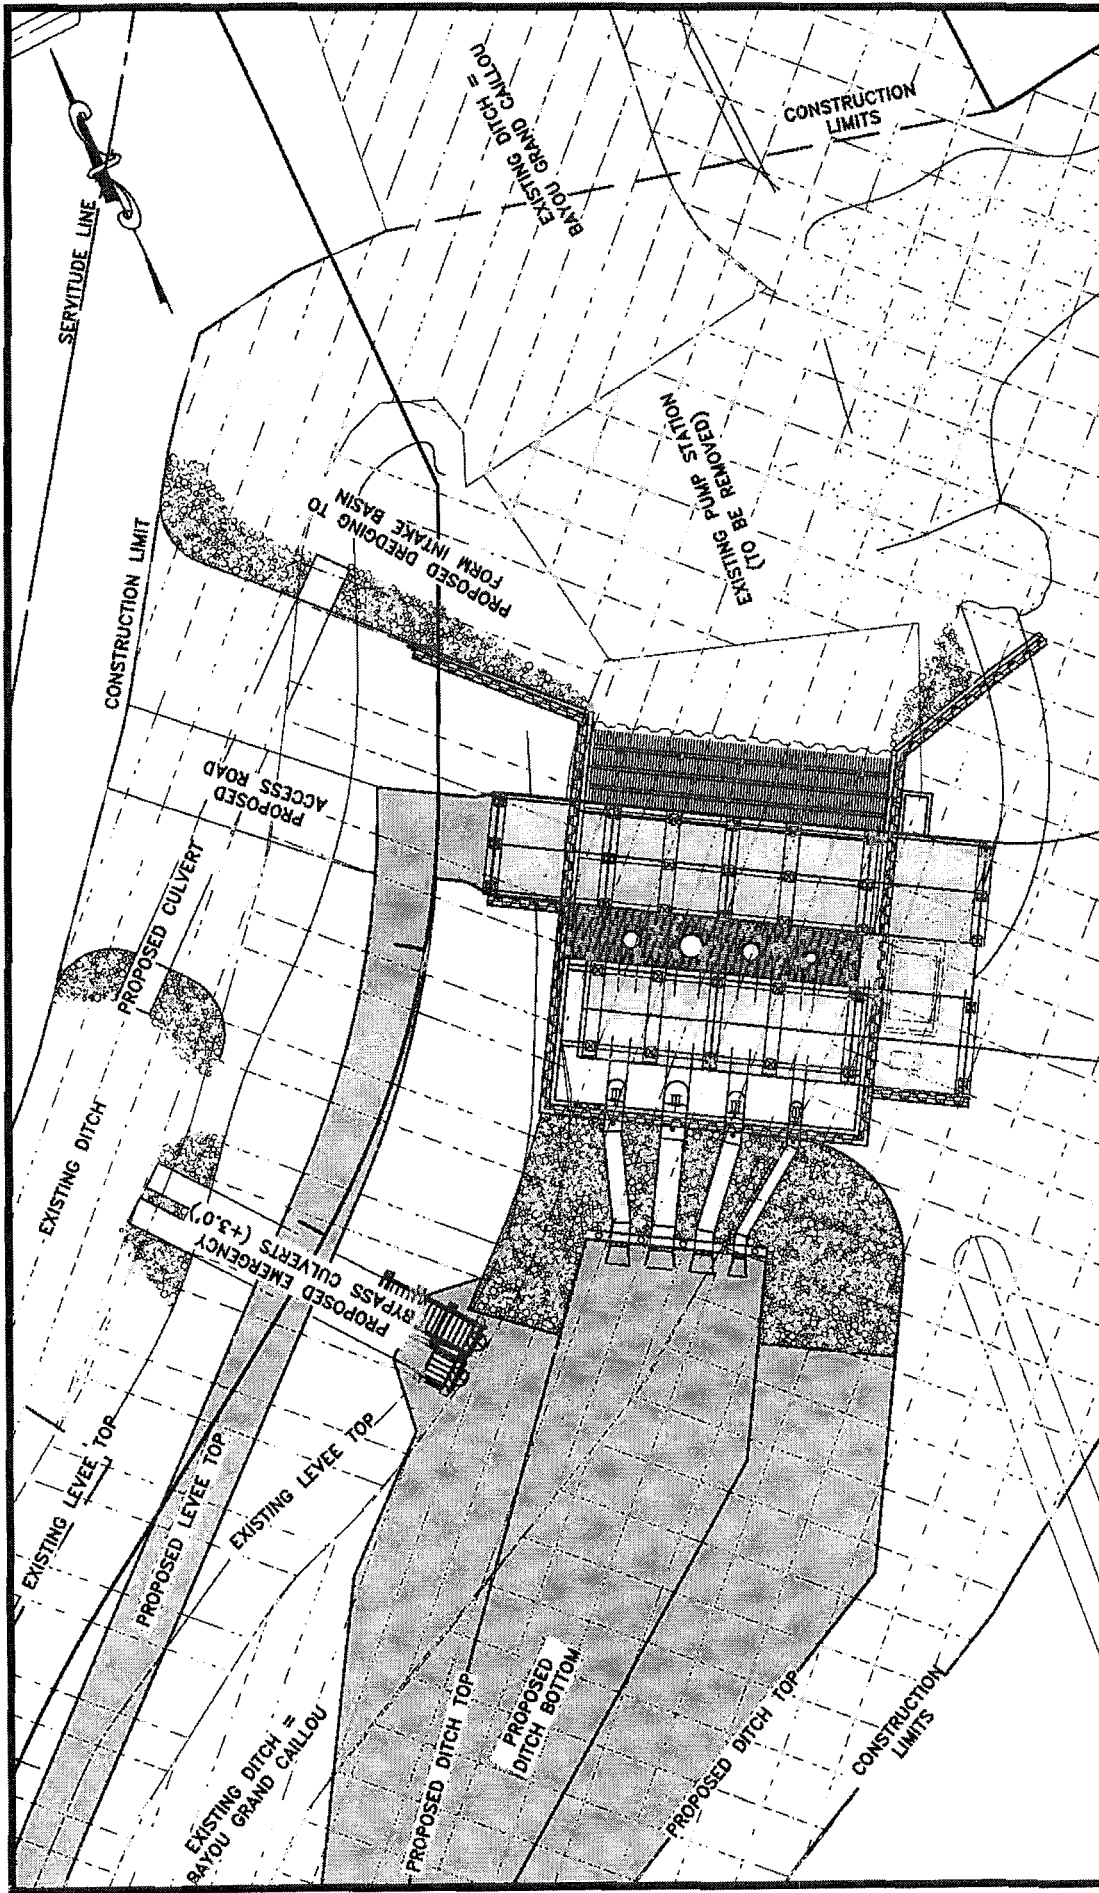 SERVITUDE LINE
EXISTING DITCH =
BAYOU GRAND CAILLOU
CONSTRUCTION
LIMITS
CONSTRUCTION LIMIT
PROPOSED DREDGING TO
FORM INTAKE BASIN
EXISTING PUMP STATION
(TO BE REMOVED)
PROPOSED
ACCESS ROAD
PROPOSED CULVERT
EXISTING DITCH
PROPOSED EMERGENCY
BYPASS CULVERTS (+3.0')
EXISTING LEVEE TOP
PROPOSED LEVEE TOP
EXISTING LEVEE TOP
EXISTING DITCH =
BAYOU GRAND CAILLOU
PROPOSED DITCH TOP
PROPOSED
DITCH BOTTOM
PROPOSED DITCH TOP
CONSTRUCTION
LIMITS